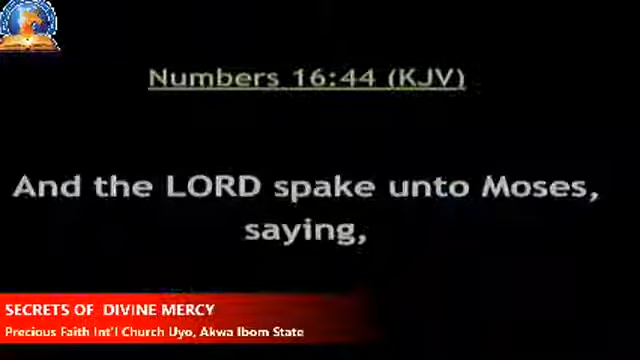 Numbers 16:44 (KJV)
And the LORD spake unto Moses,
saying,
SECRETS OF DIVINE MERCY
Precious Faith Int'l Church Uyo, Akwa Ibom State